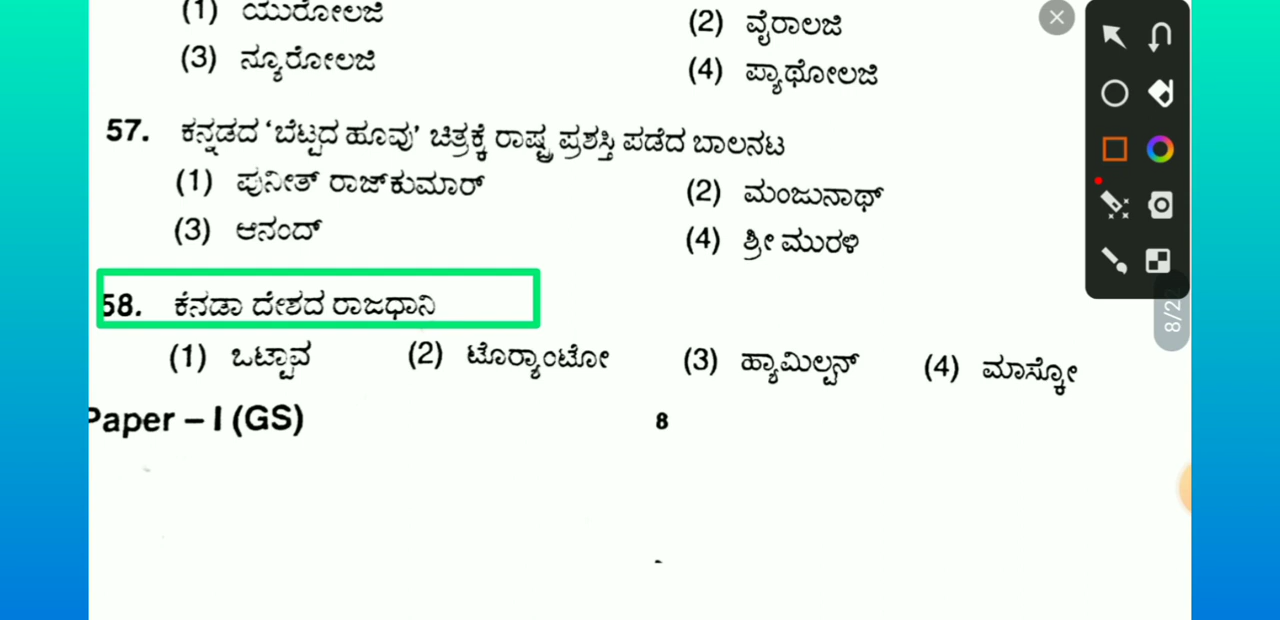 (1) ಯುರೋಲಜಿ (2) ವೈರಾಲಜಿ
(3) ನ್ಯೂರೋಲಜಿ (4) ಪ್ಯಾಥೋಲಜಿ
57. ಕನ್ನಡದ ‘ಬೆಟ್ಟದ ಹೂವು’ ಚಿತ್ರಕ್ಕೆ ರಾಷ್ಟ್ರ ಪ್ರಶಸ್ತಿ ಪಡೆದ ಬಾಲನಟ
(1) ಪುನೀತ್ ರಾಜ್‌ಕುಮಾರ್ (2) ಮಂಜುನಾಥ್
(3) ಆನಂದ್ (4) ಶ್ರೀ ಮುರಳಿ
58. ಕೆನಡಾ ದೇಶದ ರಾಜಧಾನಿ
(1) ಒಟ್ಟಾವ (2) ಟೊರ‍್ಯಾಂಟೋ (3) ಹ್ಯಾಮಿಲ್ಟನ್ (4) ಮಾಸ್ಕೋ
Paper – I (GS) 8
8/22